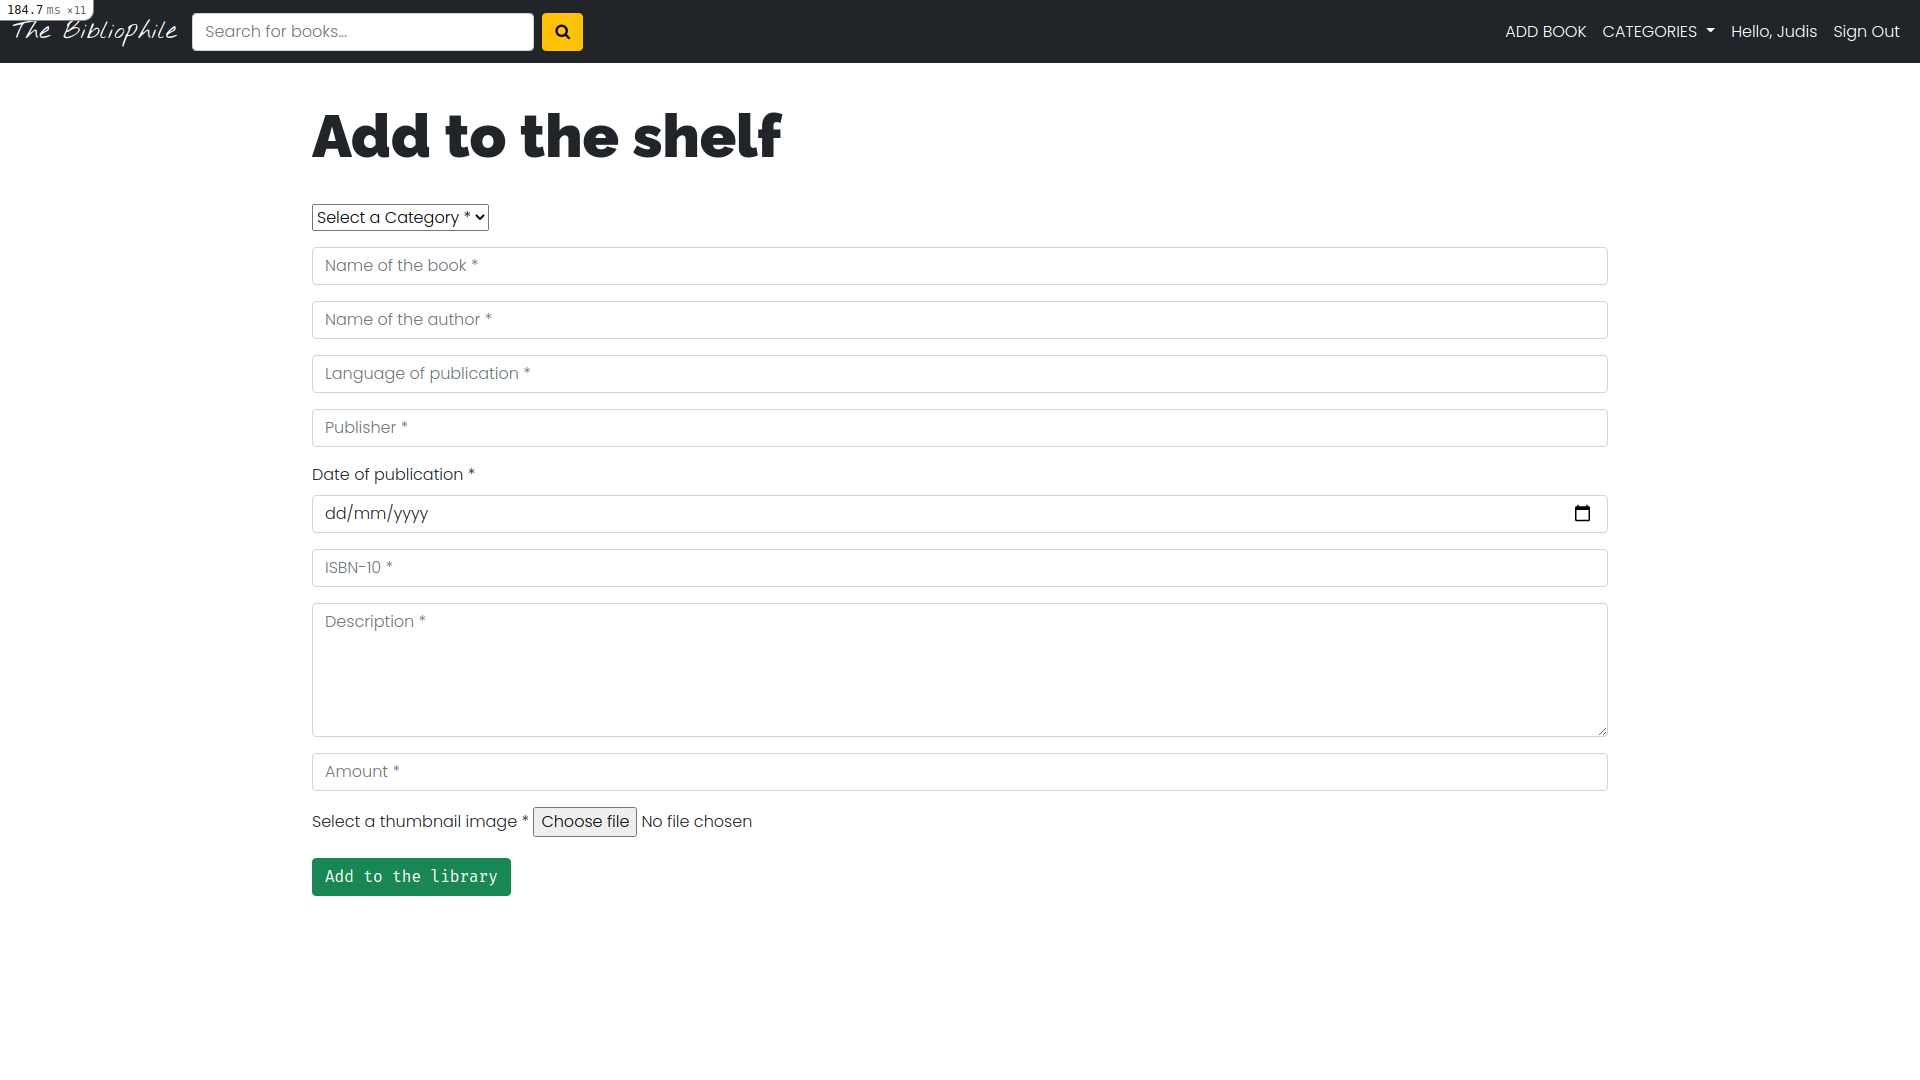 184.7 ms ×11
The Bibliophile
Search for books...
ADD BOOK CATEGORIES Hello, Judis Sign Out
Add to the shelf
Select a Category *
Name of the book *
Name of the author *
Language of publication *
Publisher *
Date of publication *
dd/mm/yyyy
ISBN-10 *
Description *
Amount *
Select a thumbnail image * Choose file No file chosen
Add to the library